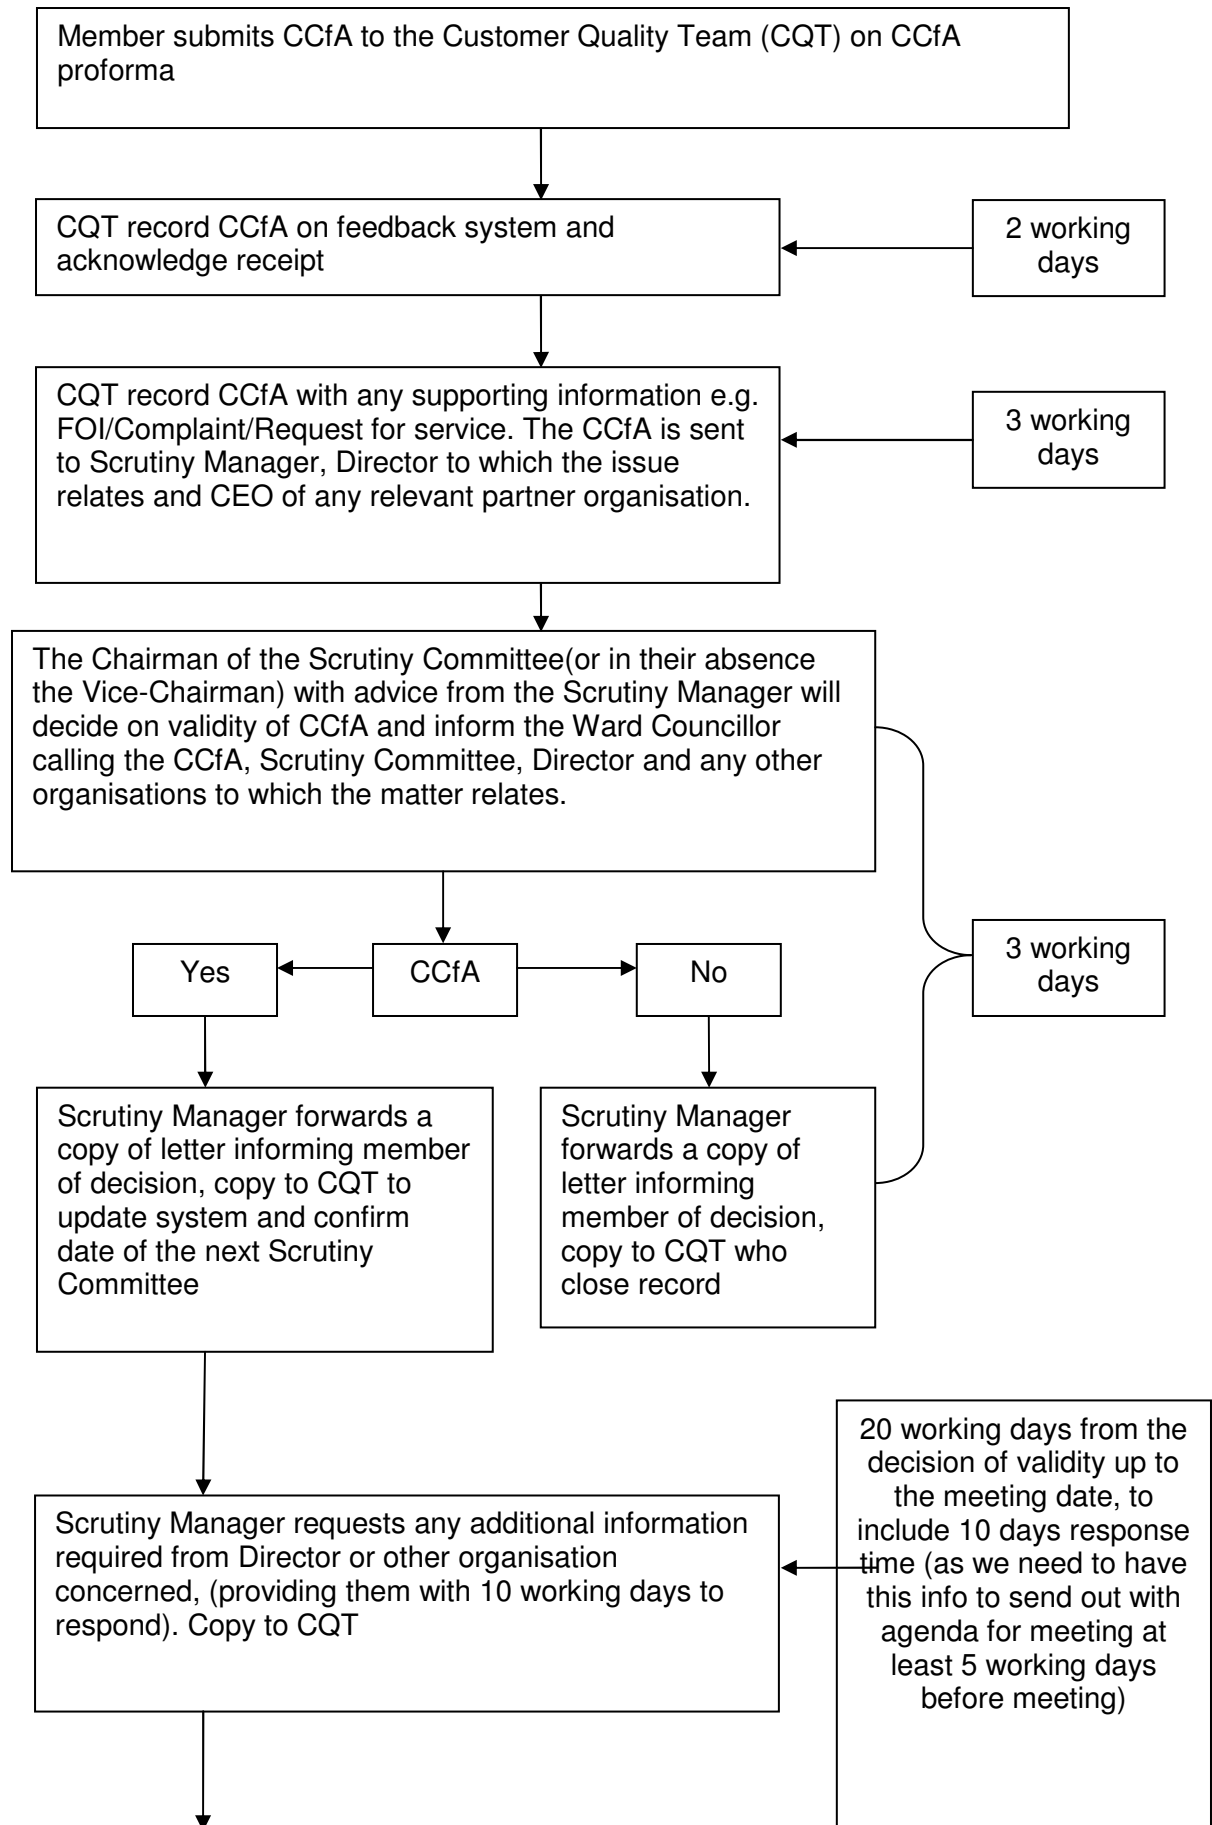 Member submits CCfA to the Customer Quality Team (CQT) on CCfA
proforma
CQT record CCfA on feedback system and
acknowledge receipt
2 working
days
CQT record CCfA with any supporting information e.g.
FOI/Complaint/Request for service. The CCfA is sent
to Scrutiny Manager, Director to which the issue
relates and CEO of any relevant partner organisation.
3 working
days
The Chairman of the Scrutiny Committee(or in their absence
the Vice-Chairman) with advice from the Scrutiny Manager will
decide on validity of CCfA and inform the Ward Councillor
calling the CCfA, Scrutiny Committee, Director and any other
organisations to which the matter relates.
Yes
CCfA
No
3 working
days
Scrutiny Manager forwards a
copy of letter informing member
of decision, copy to CQT to
update system and confirm
date of the next Scrutiny
Committee
Scrutiny Manager
forwards a copy of
letter informing
member of decision,
copy to CQT who
close record
20 working days from the
decision of validity up to
the meeting date, to
include 10 days response
time (as we need to have
this info to send out with
agenda for meeting at
least 5 working days
before meeting)
Scrutiny Manager requests any additional information
required from Director or other organisation
concerned, (providing them with 10 working days to
respond). Copy to CQT